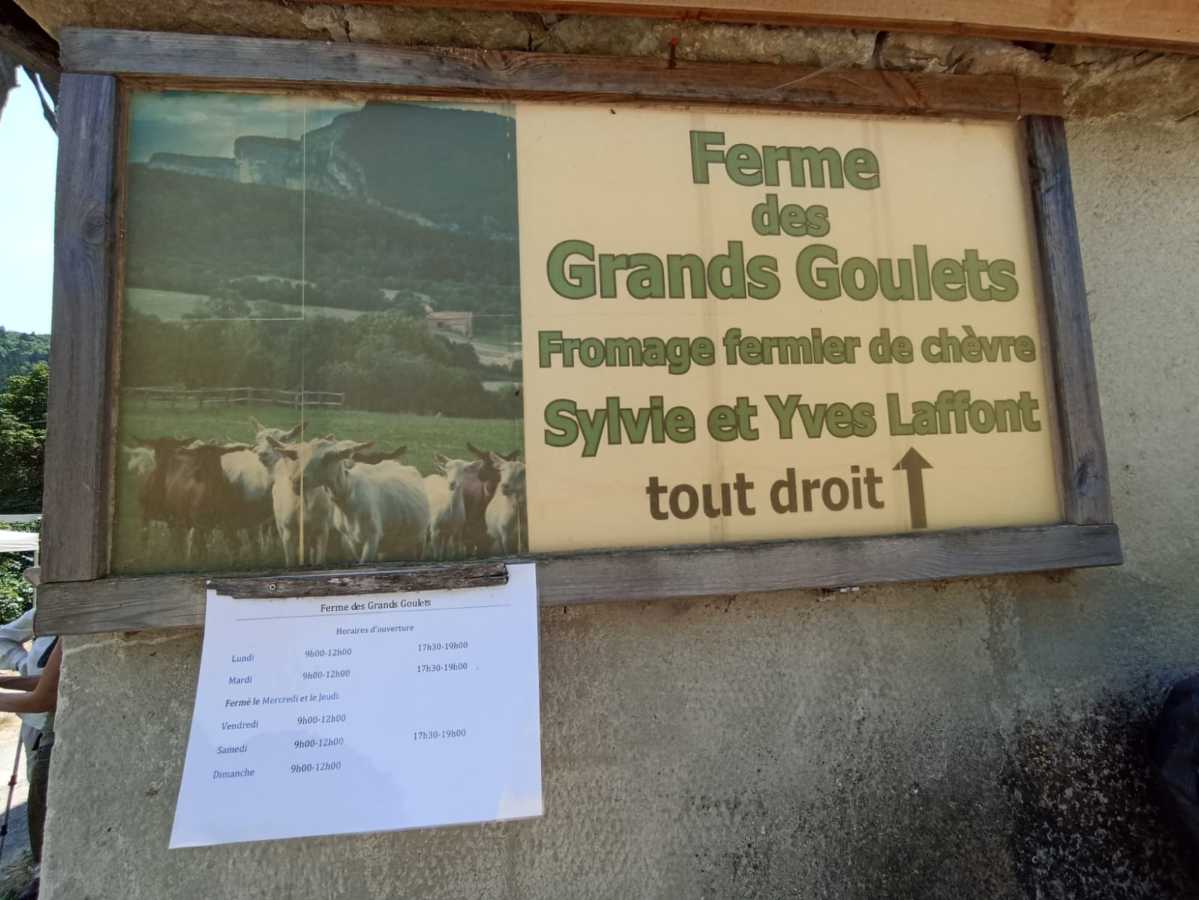 Ferme
des
Grands Goulets
Fromage fermier de chèvre
Sylvie et Yves Laffont
tout droit
Ferme des Grands Goulets
Horaires d'ouverture
Lundi 9h00-12h00 17h30-19h00
Mardi 9h00-12h00 17h30-19h00
Fermé le Mercredi et le Jeudi
Vendredi 9h00-12h00
Samedi 9h00-12h00 17h30-19h00
Dimanche 9h00-12h00